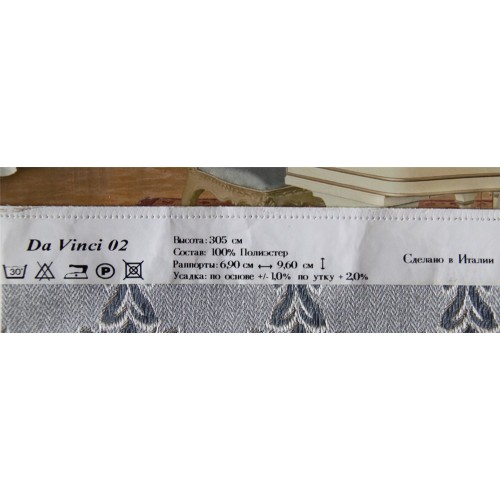 Da Vinci 02
30°
P
Высота: 305 см
Состав: 100% Полиэстер
Раппорты: 6,90 см ↔ 9,60 см ↕
Усадка: по основе +/-1,0% по утку +2,0%
Сделано в Италии